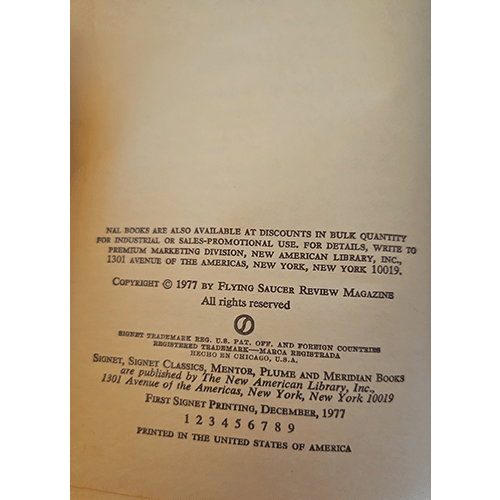 NAL BOOKS ARE ALSO AVAILABLE AT DISCOUNTS IN BULK QUANTITY
FOR INDUSTRIAL OR SALES-PROMOTIONAL USE. FOR DETAILS, WRITE TO
PREMIUM MARKETING DIVISION, NEW AMERICAN LIBRARY, INC.,
1301 AVENUE OF THE AMERICAS, NEW YORK, NEW YORK 10019.
COPYRIGHT © 1977 BY FLYING SAUCER REVIEW MAGAZINE
All rights reserved
SIGNET TRADEMARK REG. U.S. PAT. OFF. AND FOREIGN COUNTRIES
REGISTERED TRADEMARK—MARCA REGISTRADA
HECHO EN CHICAGO, U.S.A.
SIGNET, SIGNET CLASSICS, MENTOR, PLUME AND MERIDIAN BOOKS
are published by The New American Library, Inc.,
1301 Avenue of the Americas, New York, New York 10019
FIRST SIGNET PRINTING, DECEMBER, 1977
1 2 3 4 5 6 7 8 9
PRINTED IN THE UNITED STATES OF AMERICA